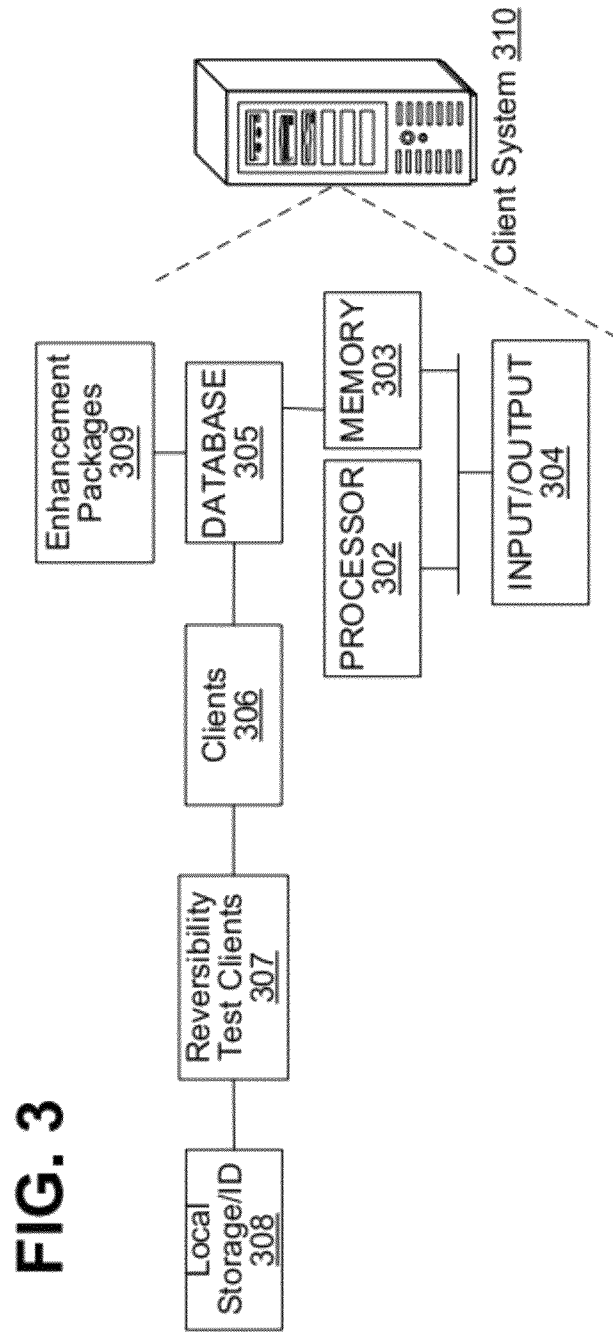 FIG. 3
Local
Storage/ID
308
Reversibility
Test Clients
307
Clients
306
DATABASE
305
Enhancement
Packages
309
PROCESSOR
302
MEMORY
303
INPUT/OUTPUT
304
Client System 310